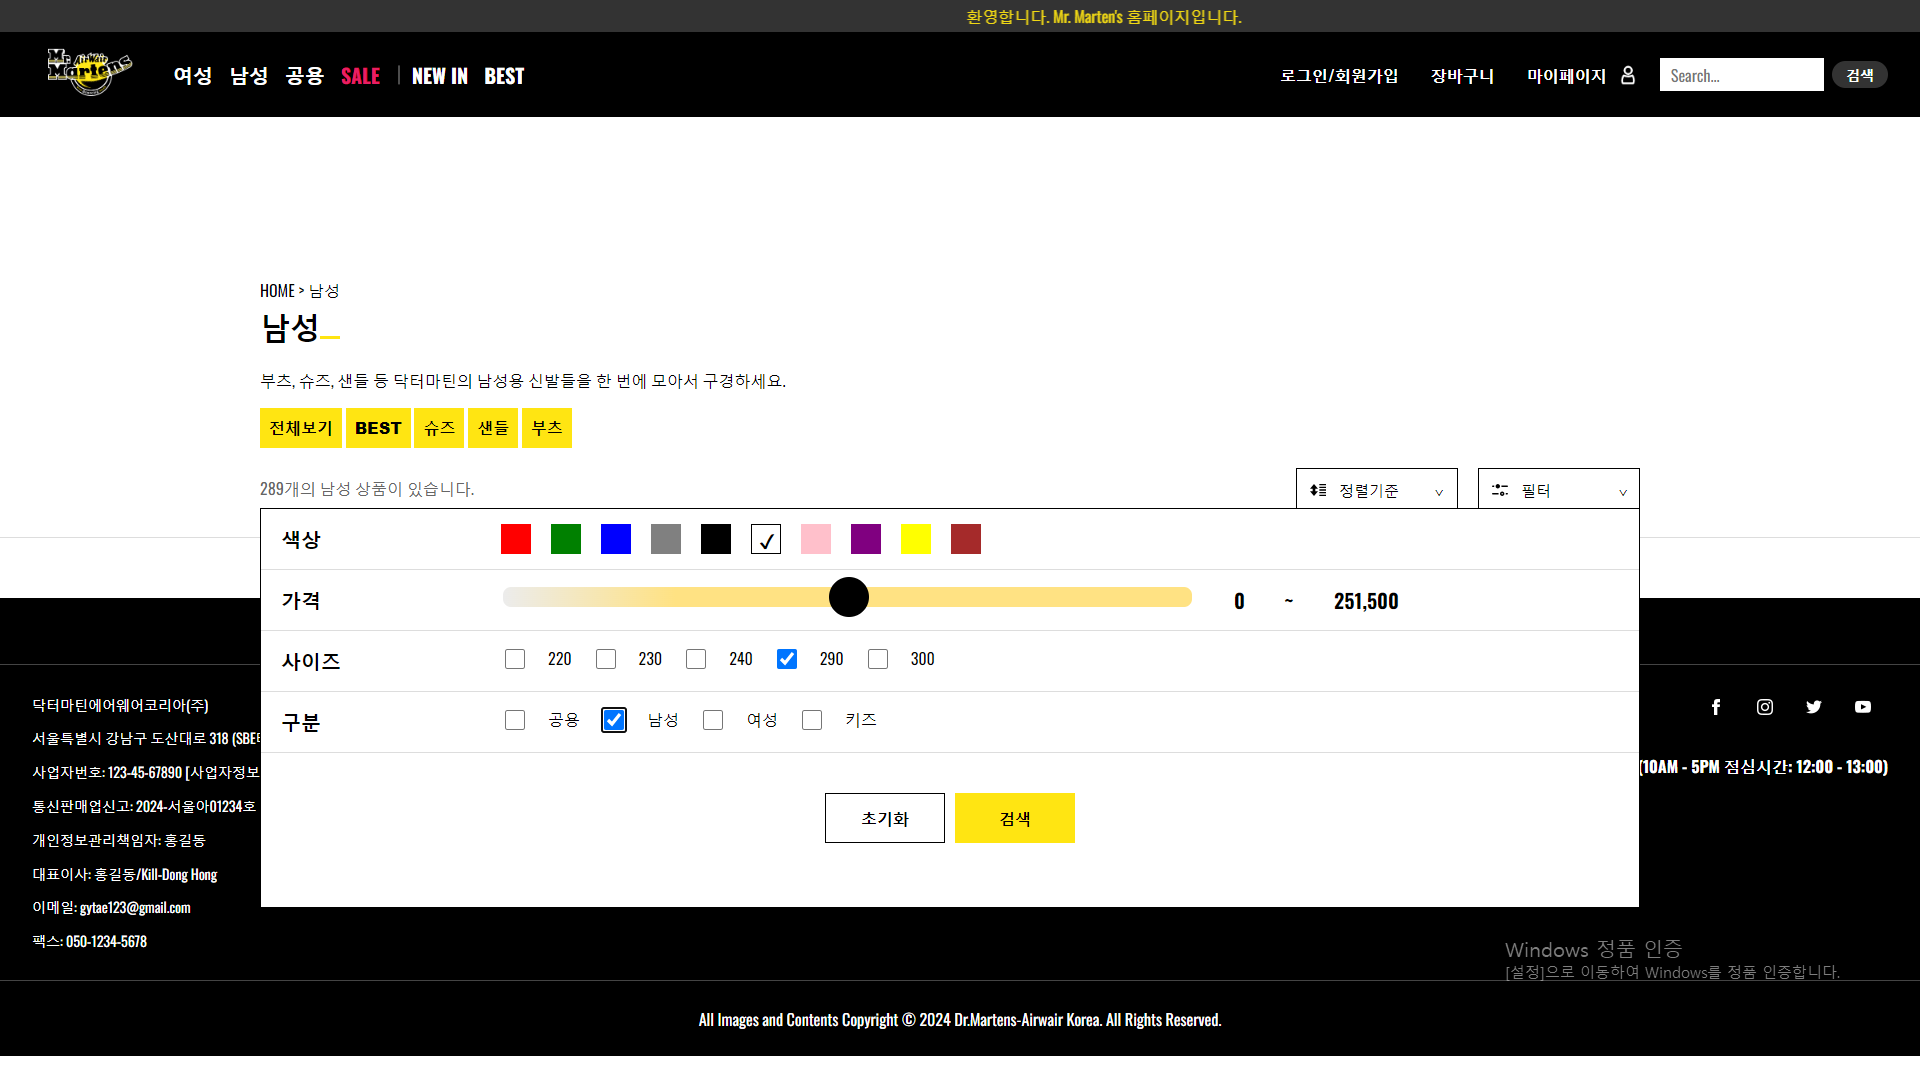 환영합니다. Mr. Marten's 홈페이지입니다.
Mr. AirWair Martens
여성 남성 공용 SALE | NEW IN BEST
로그인/회원가입 장바구니 마이페이지 Search... 검색
HOME > 남성
남성_
부츠, 슈즈, 샌들 등 닥터마틴의 남성용 신발들을 한 번에 모아서 구경하세요.
전체보기 BEST 슈즈 샌들 부츠
289개의 남성 상품이 있습니다.
정렬기준 필터
색상
가격 0 ~ 251,500
사이즈 220 230 240 290 300
구분 공용 남성 여성 키즈
초기화 검색
닥터마틴에어웨어코리아(주)
서울특별시 강남구 도산대로 318 (SBE
사업자번호: 123-45-67890 [사업자정보
통신판매업신고: 2024-서울아01234호
개인정보관리책임자: 홍길동
대표이사: 홍길동/Kill-Dong Hong
이메일: gytae123@gmail.com
팩스: 050-1234-5678
(10AM - 5PM 점심시간: 12:00 - 13:00)
Windows 정품 인증
[설정]으로 이동하여 Windows를 정품 인증합니다.
All Images and Contents Copyright © 2024 Dr.Martens-Airwair Korea. All Rights Reserved.